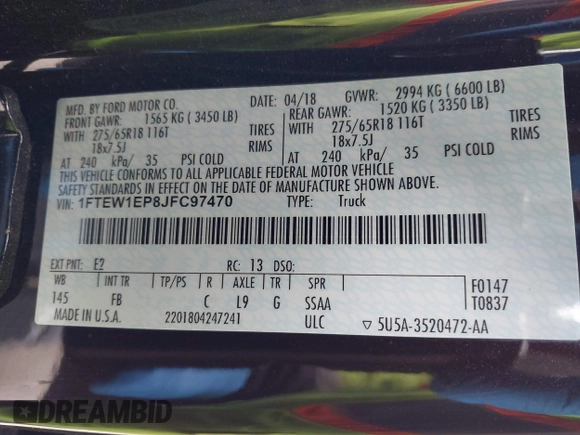 MFD. BY FORD MOTOR CO. DATE: 04/18 GVWR: 2994 KG ( 6600 LB)
FRONT GAWR: 1565 KG ( 3450 LB) REAR GAWR: 1520 KG ( 3350 LB)
WITH 275/65R18 116T TIRES WITH 275/65R18 116T TIRES
18x7.5J RIMS 18x7.5J RIMS
AT 240 kPa/ 35 PSI COLD AT 240 kPa/ 35 PSI COLD
THIS VEHICLE CONFORMS TO ALL APPLICABLE FEDERAL MOTOR VEHICLE
SAFETY STANDARDS IN EFFECT ON THE DATE OF MANUFACTURE SHOWN ABOVE.
VIN: 1FTEW1EP8JFC97470 TYPE: Truck
EXT PNT: E2 RC: 13 DSO:
WB INT TR TP/PS R AXLE TR SPR F0147
145 FB C L9 G SSAA T0837
MADE IN U.S.A. 2201804247241 ULC ▽ 5U5A-3520472-AA
DREAMBID